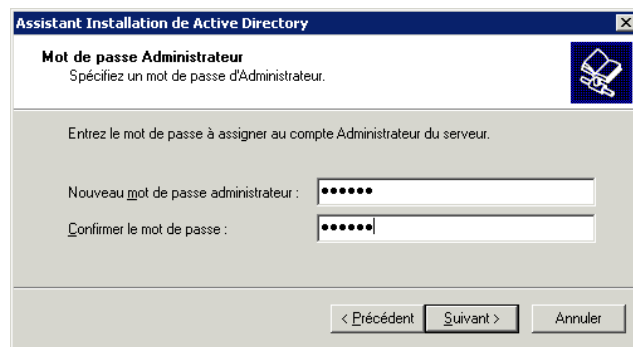 Assistant Installation de Active Directory
Mot de passe Administrateur
Spécifiez un mot de passe d'Administrateur.
Entrez le mot de passe à assigner au compte Administrateur du serveur.
Nouveau mot de passe administrateur : ●●●●●●
Confirmer le mot de passe : ●●●●●●
< Précédent Suivant > Annuler